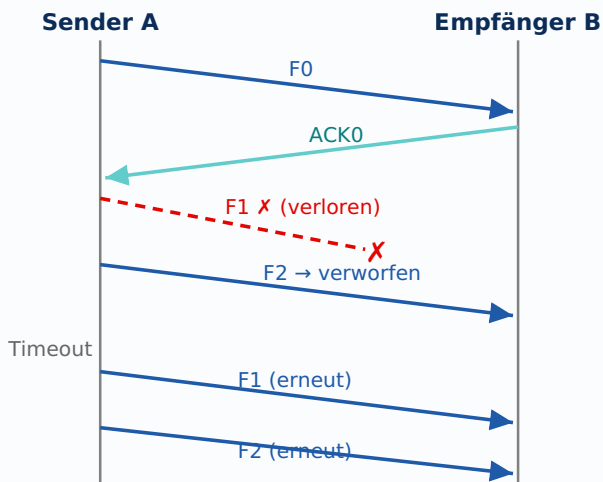 Sender A
Empfänger B
F0
ACK0
F1 ✗ (verloren)
✗
F2 → verworfen
Timeout
F1 (erneut)
F2 (erneut)